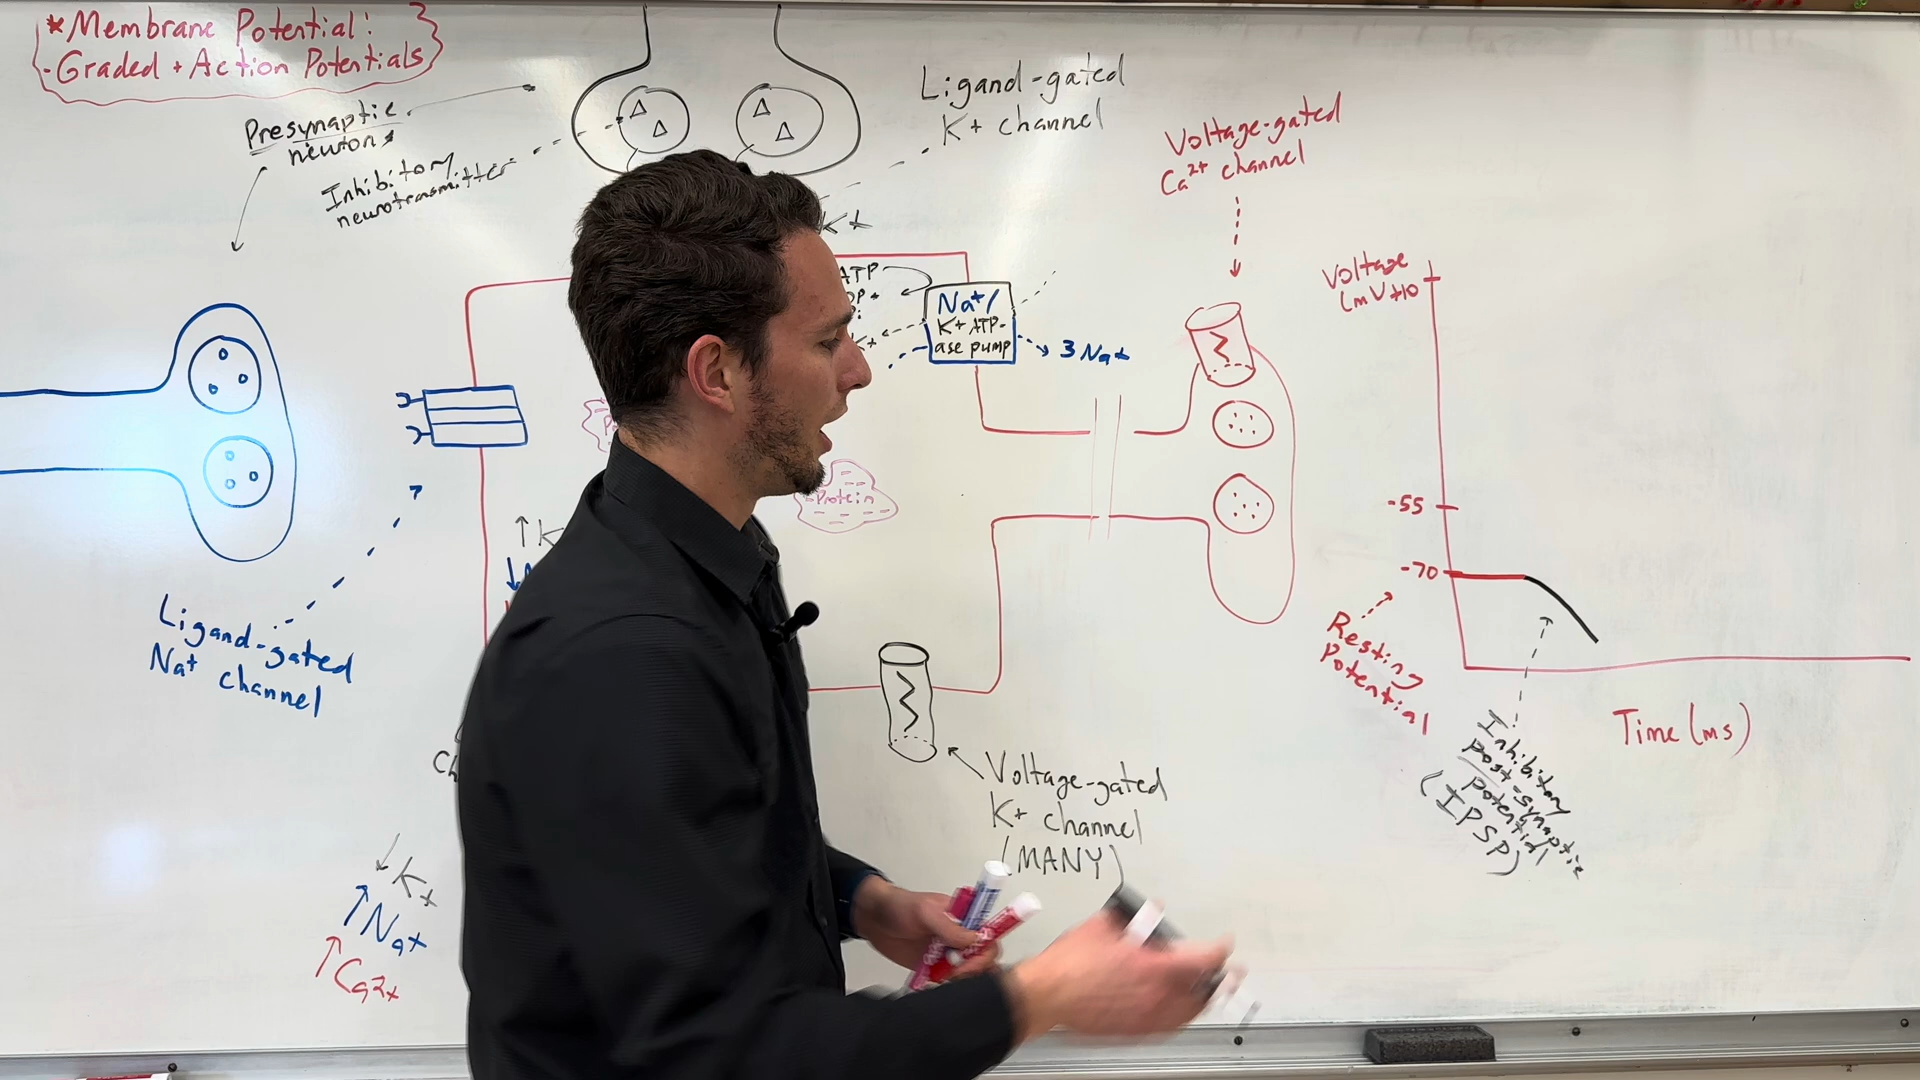 *Membrane Potential:
-Graded + Action Potentials
Presynaptic
neurons
Inhibitory
neurotransmitter
Ligand-gated
K+ channel
Voltage-gated
Ca2+ channel
K+
ATP
Na+/
K+ ATP-
ase pump
3 Na+
Protein
Ligand-gated
Na+ channel
↑K
↓K+
↑Na+
↑Ca2+
Voltage-gated
K+ channel
(MANY)
Voltage
(mV)
+10
-55
-70
Resting
Potential
Inhibitory
post-synaptic
potential
(IPSP)
Time (ms)